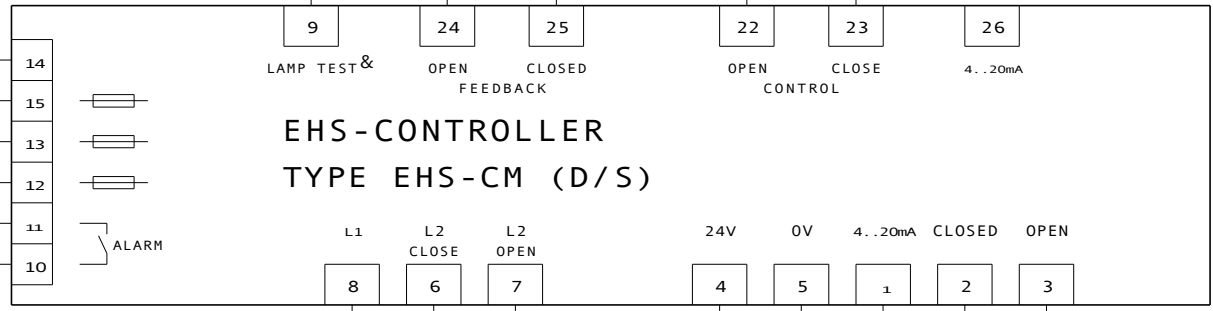 9 24 25 22 23 26
LAMP TEST& OPEN CLOSED OPEN CLOSE 4..20mA
FEEDBACK CONTROL
14
15
13
12
11
10
ALARM
EHS-CONTROLLER
TYPE EHS-CM (D/S)
L1 L2 L2 24V 0V 4..20mA CLOSED OPEN
CLOSE OPEN
8 6 7 4 5 1 2 3